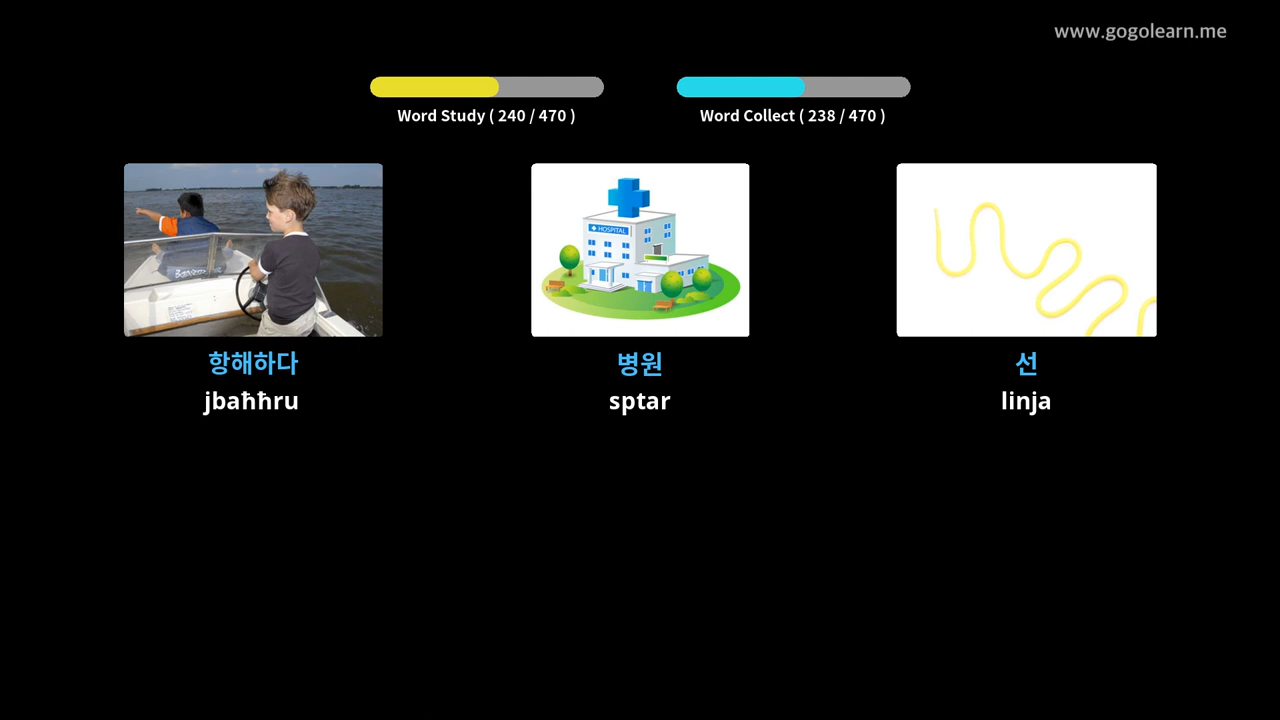 www.gogolearn.me
Word Study ( 240 / 470 )
Word Collect ( 238 / 470 )
HOSPITAL
항해하다
병원
선
jbaħħru
sptar
linja